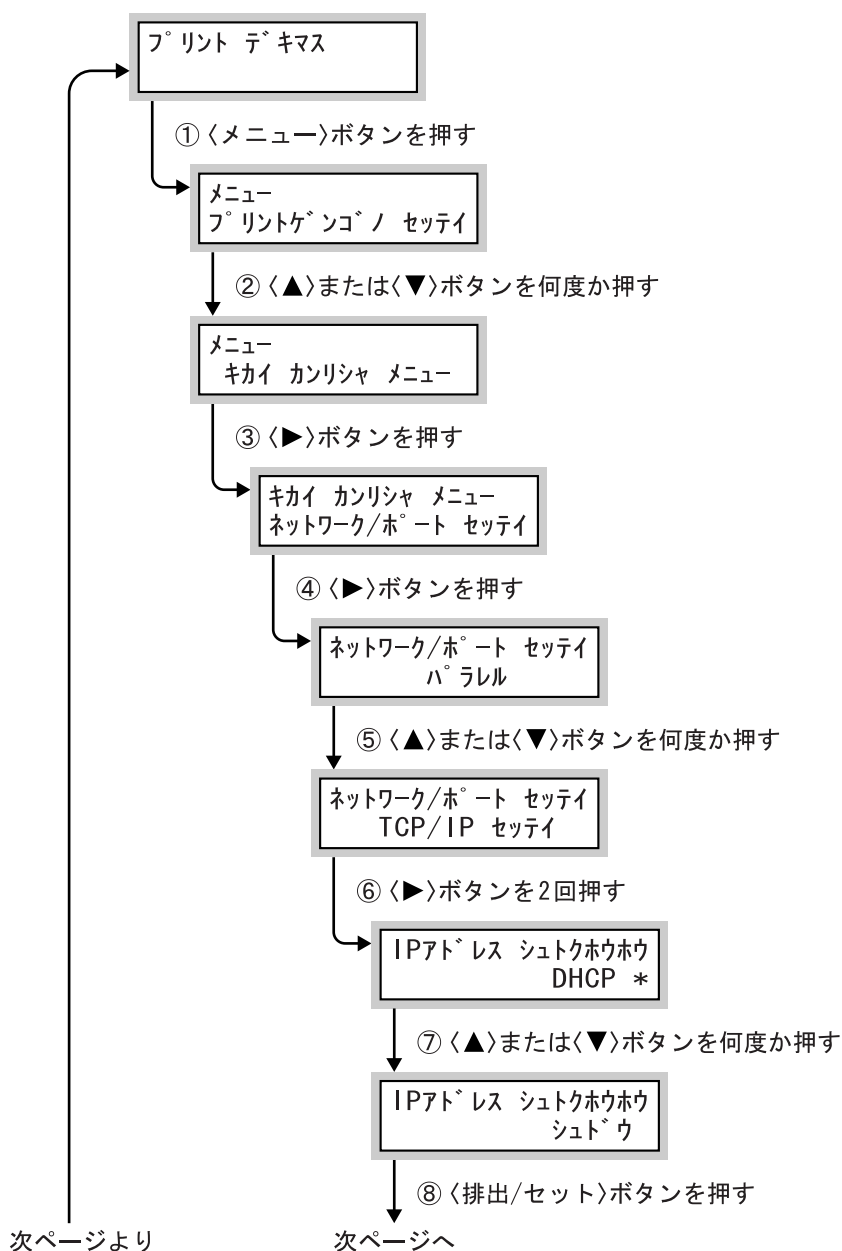 プリント デキマス
①〈メニュー〉ボタンを押す
メニュー
プリントゲンゴノ セッテイ
②〈▲〉または〈▼〉ボタンを何度か押す
メニュー
キカイ カンリシャ メニュー
③〈▶〉ボタンを押す
キカイ カンリシャ メニュー
ネットワーク/ポート セッテイ
④〈▶〉ボタンを押す
ネットワーク/ポート セッテイ
パラレル
⑤〈▲〉または〈▼〉ボタンを何度か押す
ネットワーク/ポート セッテイ
TCP/IP セッテイ
⑥〈▶〉ボタンを2回押す
IPアドレス シュトクホウホウ
DHCP *
⑦〈▲〉または〈▼〉ボタンを何度か押す
IPアドレス シュトクホウホウ
シュドウ
⑧〈排出/セット〉ボタンを押す
次ページより
次ページへ